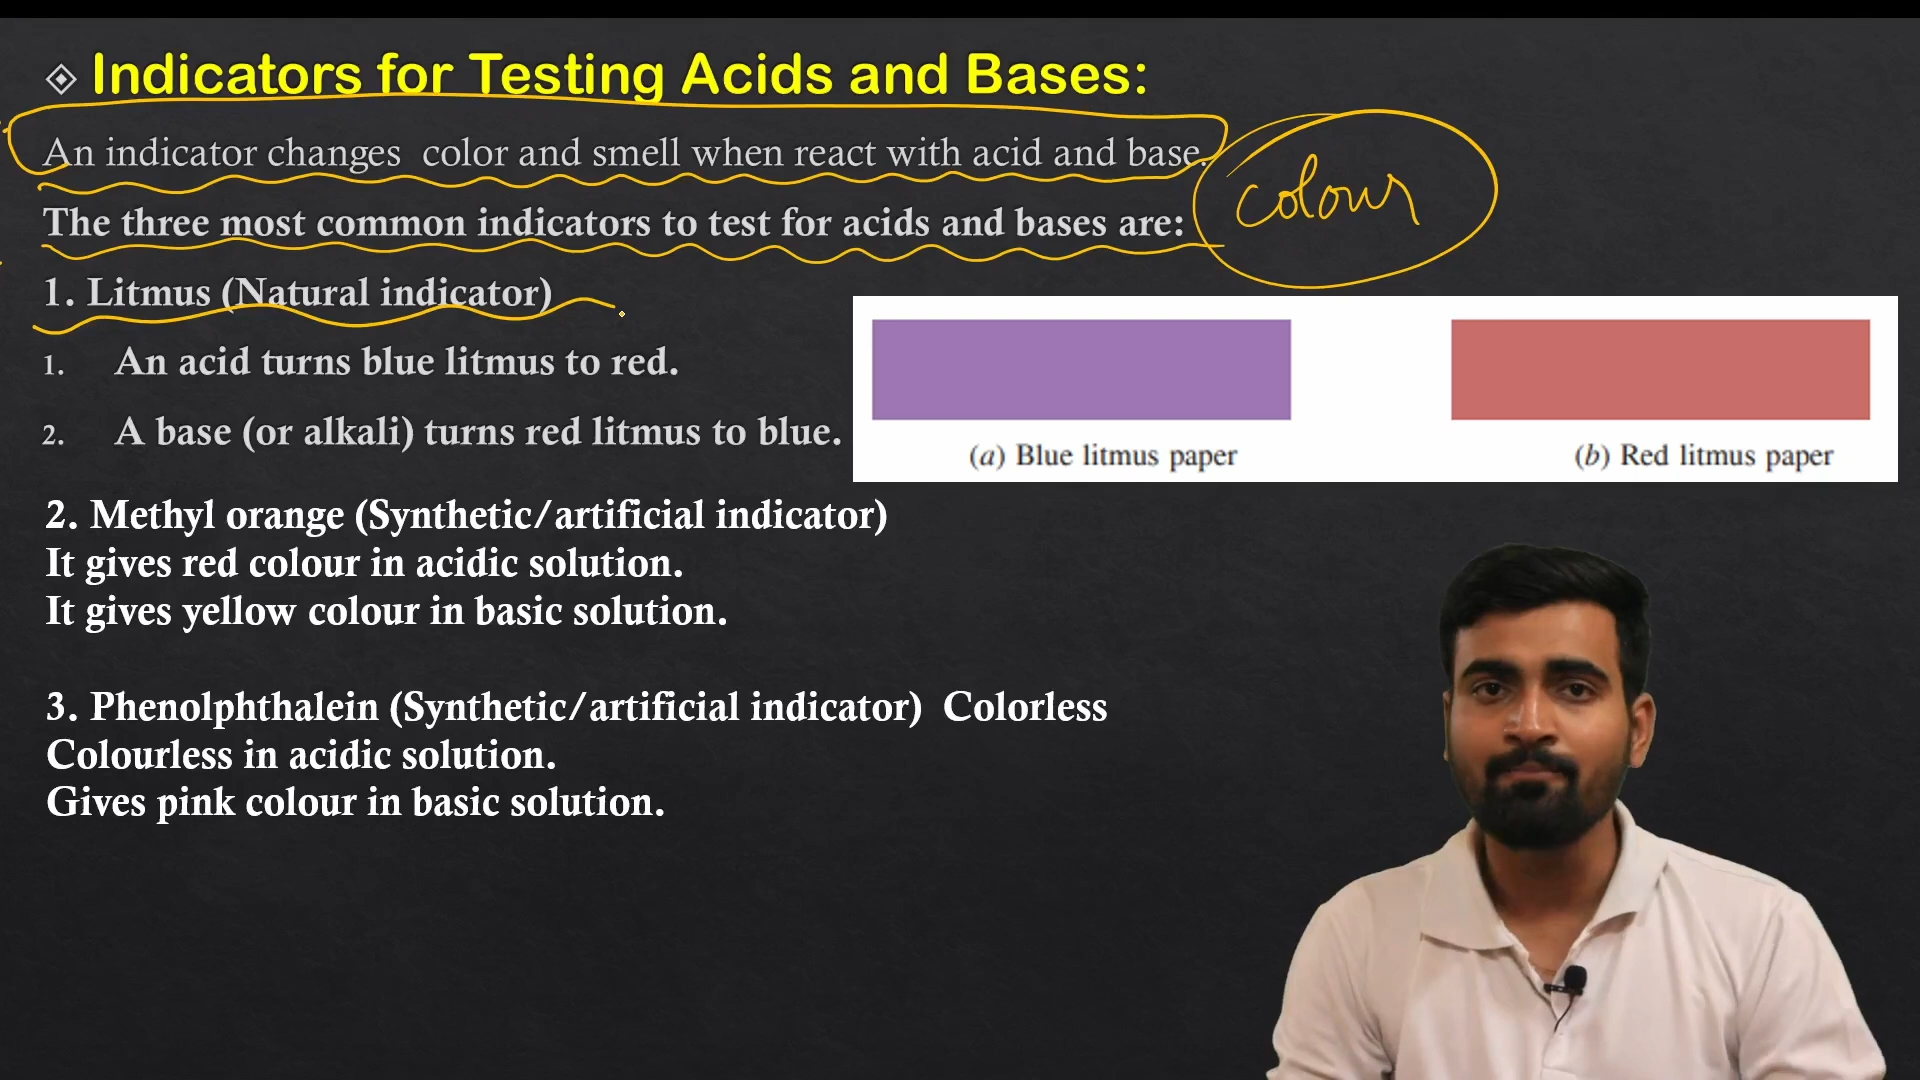 Indicators for Testing Acids and Bases:
An indicator changes color and smell when react with acid and base.
colour
The three most common indicators to test for acids and bases are:
1. Litmus (Natural indicator)
1. An acid turns blue litmus to red.
2. A base (or alkali) turns red litmus to blue.
(a) Blue litmus paper
(b) Red litmus paper
2. Methyl orange (Synthetic/artificial indicator)
It gives red colour in acidic solution.
It gives yellow colour in basic solution.
3. Phenolphthalein (Synthetic/artificial indicator) Colorless
Colourless in acidic solution.
Gives pink colour in basic solution.